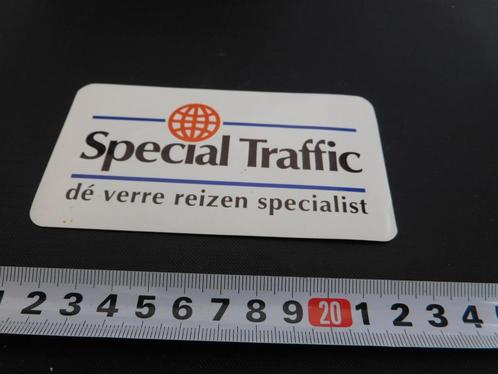 Special Traffic
dé verre reizen specialist
1 2 3 4 5 6 7 8 9 20 1 2 3 4